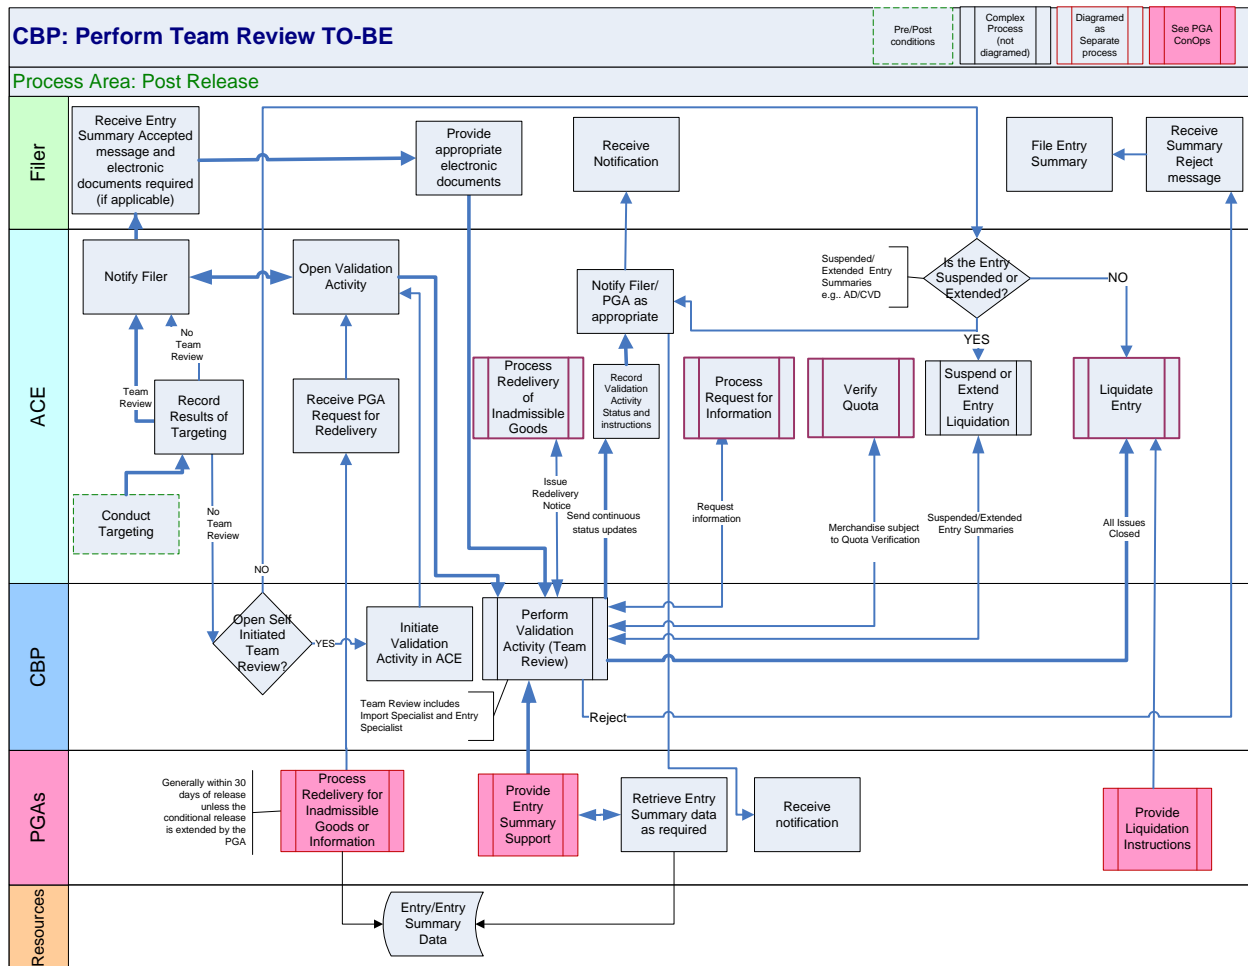 CBP: Perform Team Review TO-BE
Pre/Post
conditions
Complex
Process
(not
diagramed)
Diagramed
as
Separate
process
See PGA
ConOps
Process Area: Post Release
Filer
Receive Entry
Summary Accepted
message and
electronic
documents required
(if applicable)
Provide
appropriate
electronic
documents
Receive
Notification
File Entry
Summary
Receive
Summary
Reject
message
ACE
Notify Filer
Open Validation
Activity
Notify Filer/
PGA as
appropriate
Suspended/
Extended Entry
Summaries
e.g.. AD/CVD
Is the Entry
Suspended or
Extended?
NO
YES
No
Team
Review
Team
Review
Record
Results of
Targeting
Receive PGA
Request for
Redelivery
Process
Redelivery
of
Inadmissible
Goods
Record
Validation
Activity
Status and
instructions
Process
Request for
Information
Verify
Quota
Suspend or
Extend
Entry
Liquidation
Liquidate
Entry
Conduct
Targeting
No
Team
Review
Issue
Redelivery
Notice
Send continuous
status updates
Request
information
Merchandise subject
to Quota Verification
Suspended/Extended
Entry Summaries
All Issues
Closed
NO
CBP
Open Self
Initiated
Team
Review?
YES
Initiate
Validation
Activity in ACE
Perform
Validation
Activity (Team
Review)
Team Review includes
Import Specialist and Entry
Specialist
Reject
PGAs
Generally within 30
days of release
unless the
conditional release
is extended by the
PGA
Process
Redelivery for
Inadmissible
Goods or
Information
Provide
Entry
Summary
Support
Retrieve Entry
Summary data
as required
Receive
notification
Provide
Liquidation
Instructions
Resources
Entry/Entry
Summary
Data